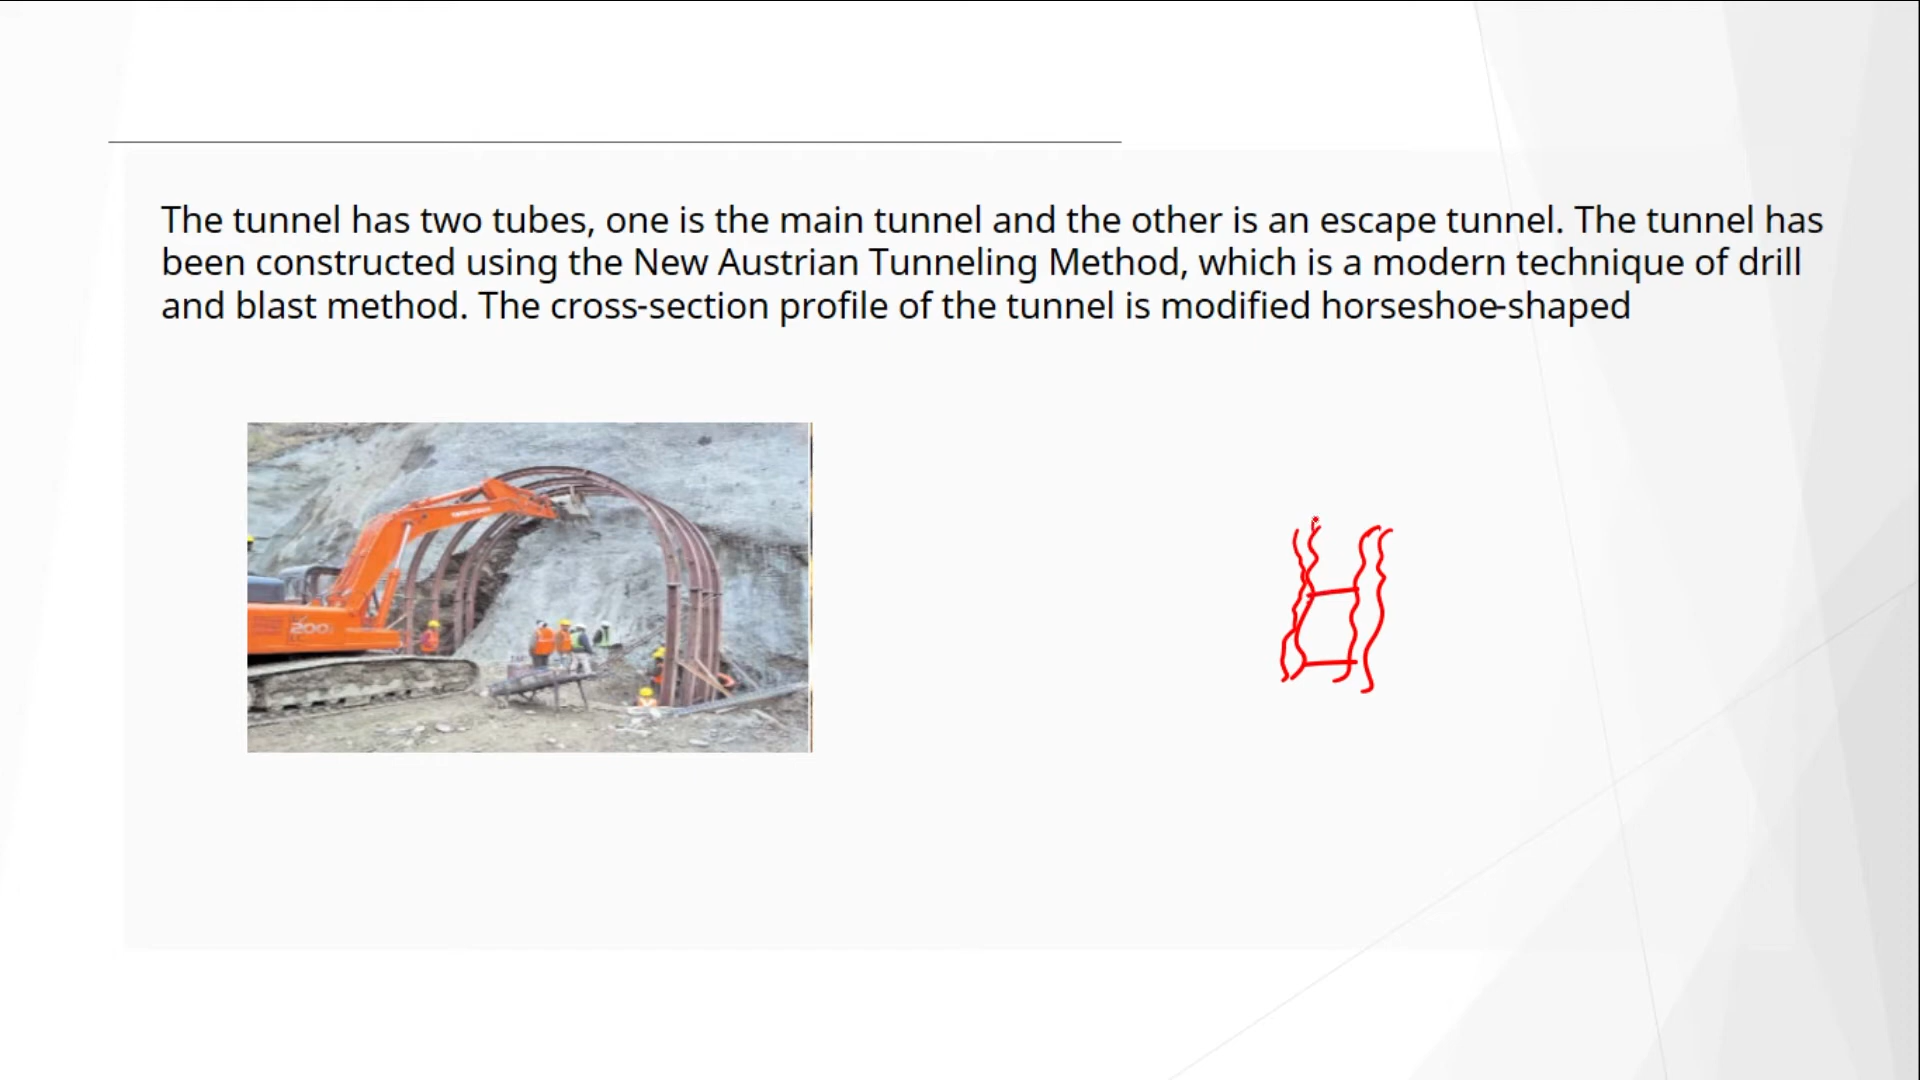 The tunnel has two tubes, one is the main tunnel and the other is an escape tunnel. The tunnel has
been constructed using the New Austrian Tunneling Method, which is a modern technique of drill
and blast method. The cross-section profile of the tunnel is modified horseshoe-shaped
200